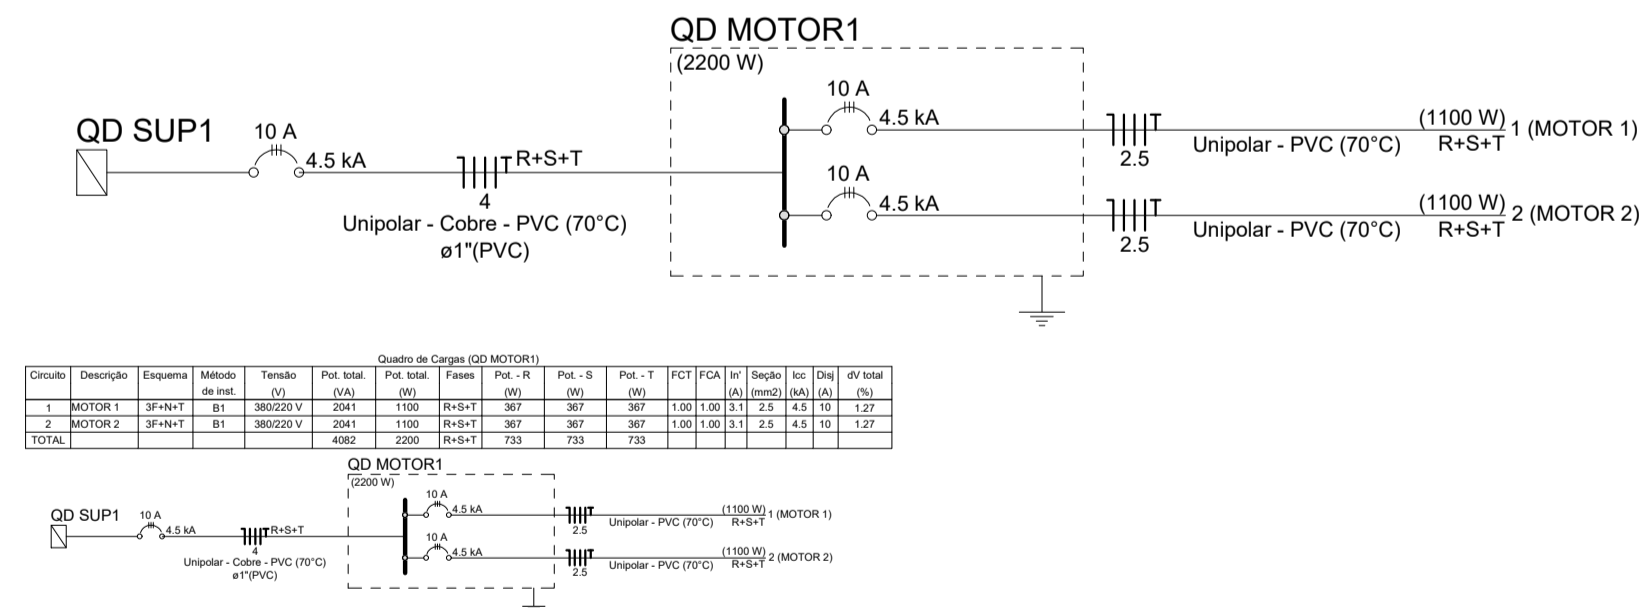 QD MOTOR1
(2200 W)
10 A
4.5 kA
(1100 W)
1 (MOTOR 1)
2.5
Unipolar - PVC (70°C)
R+S+T
QD SUP1
10 A
4.5 kA
R+S+T
4
Unipolar - Cobre - PVC (70°C)
ø1"(PVC)
10 A
4.5 kA
(1100 W)
2 (MOTOR 2)
2.5
Unipolar - PVC (70°C)
R+S+T
Quadro de Cargas (QD MOTOR1)
Circuito Descrição Esquema Método Tensão Pot. total. Pot. total. Fases Pot. - R Pot. - S Pot. - T FCT FCA In' Seção Icc Disj dV total
de inst. (V) (VA) (W) (W) (W) (W) (A) (mm2) (kA) (A) (%)
1 MOTOR 1 3F+N+T B1 380/220 V 2041 1100 R+S+T 367 367 367 1.00 1.00 3.1 2.5 4.5 10 1.27
2 MOTOR 2 3F+N+T B1 380/220 V 2041 1100 R+S+T 367 367 367 1.00 1.00 3.1 2.5 4.5 10 1.27
TOTAL 4082 2200 R+S+T 733 733 733
QD MOTOR1
(2200 W)
10 A
4.5 kA
(1100 W)
1 (MOTOR 1)
2.5
Unipolar - PVC (70°C)
R+S+T
QD SUP1
10 A
4.5 kA
R+S+T
4
Unipolar - Cobre - PVC (70°C)
ø1"(PVC)
10 A
4.5 kA
(1100 W)
2 (MOTOR 2)
2.5
Unipolar - PVC (70°C)
R+S+T